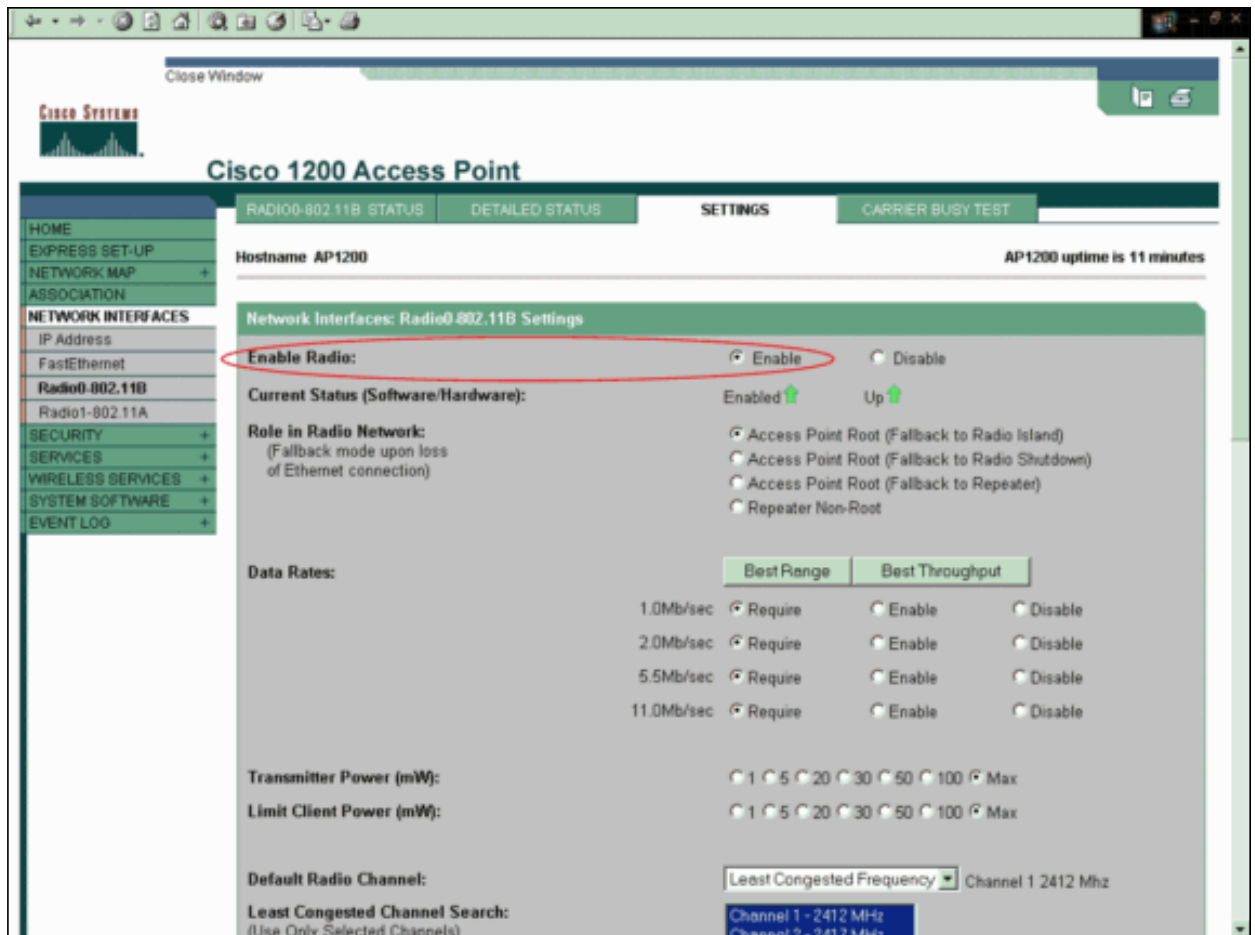 Close Window
CISCO SYSTEMS
Cisco 1200 Access Point
RADIO0-802.11B STATUS DETAILED STATUS SETTINGS CARRIER BUSY TEST
HOME
EXPRESS SET-UP
NETWORK MAP +
ASSOCIATION
NETWORK INTERFACES
IP Address
FastEthernet
Radio0-802.11B
Radio1-802.11A
SECURITY +
SERVICES +
WIRELESS SERVICES +
SYSTEM SOFTWARE +
EVENT LOG +
Hostname AP1200 AP1200 uptime is 11 minutes
Network Interfaces: Radio0-802.11B Settings
Enable Radio: Enable Disable
Current Status (Software/Hardware): Enabled Up
Role in Radio Network:
(Fallback mode upon loss
of Ethernet connection)
Access Point Root (Fallback to Radio Island)
Access Point Root (Fallback to Radio Shutdown)
Access Point Root (Fallback to Repeater)
Repeater Non-Root
Data Rates: Best Range Best Throughput
1.0Mb/sec Require Enable Disable
2.0Mb/sec Require Enable Disable
5.5Mb/sec Require Enable Disable
11.0Mb/sec Require Enable Disable
Transmitter Power (mW): 1 5 20 30 50 100 Max
Limit Client Power (mW): 1 5 20 30 50 100 Max
Default Radio Channel: Least Congested Frequency Channel 1 2412 Mhz
Least Congested Channel Search:
(Use Only Selected Channels)
Channel 1 - 2412 MHz
Channel 2 - 2417 MHz